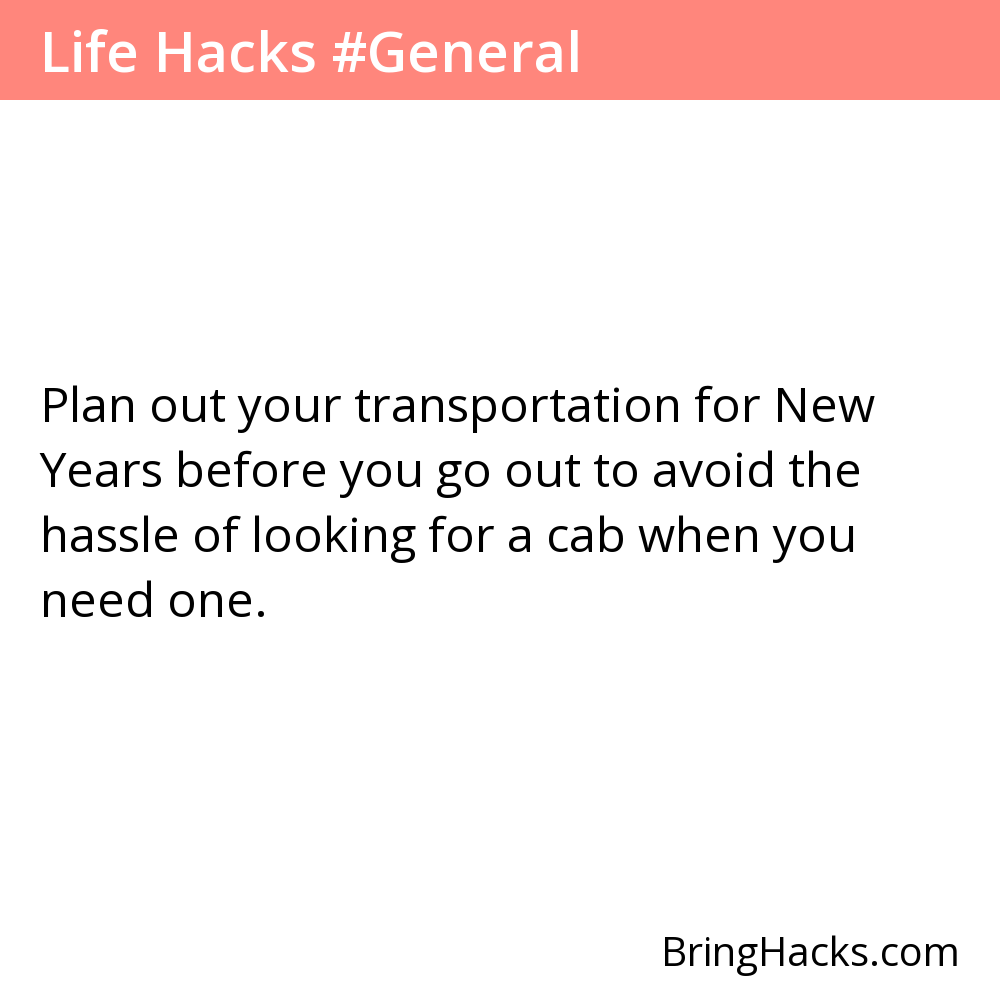 Life Hacks #General
Plan out your transportation for New
Years before you go out to avoid the
hassle of looking for a cab when you
need one.
BringHacks.com